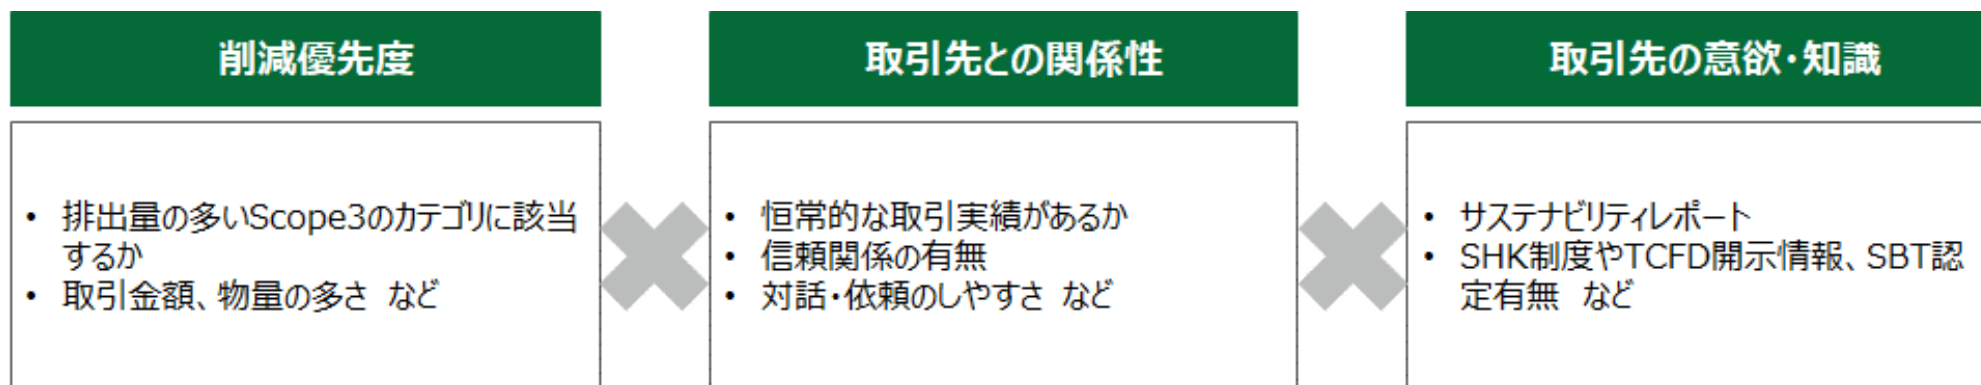 削減優先度
• 排出量の多いScope3のカテゴリに該当
するか
• 取引金額、物量の多さ など
取引先との関係性
• 恒常的な取引実績があるか
• 信頼関係の有無
• 対話・依頼のしやすさ など
取引先の意欲・知識
• サステナビリティレポート
• SHK制度やTCFD開示情報、SBT認
定有無　など